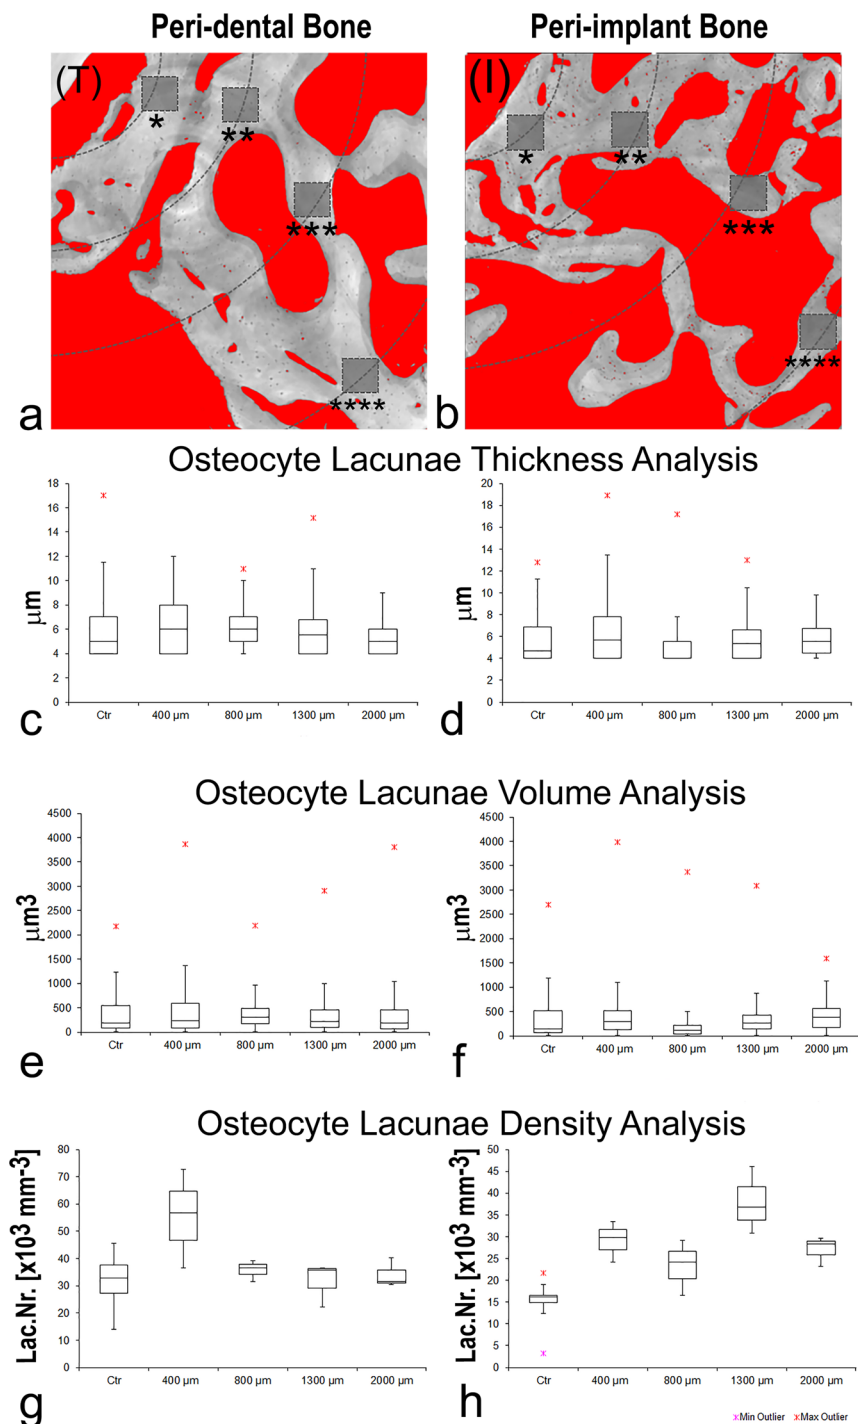 Peri-dental Bone Peri-implant Bone
(T) (I)
* ** * **
*** ***
**** ****
a b
Osteocyte Lacunae Thickness Analysis
18 16 14 12 10 8 6 4 2 0
μm
Ctr 400 μm 800 μm 1300 μm 2000 μm
c
20 18 16 14 12 10 8 6 4 2 0
μm
Ctr 400 μm 800 μm 1300 μm 2000 μm
d
Osteocyte Lacunae Volume Analysis
4500 4000 3500 3000 2500 2000 1500 1000 500 0
μm3
Ctr 400 μm 800 μm 1300 μm 2000 μm
e
4500 4000 3500 3000 2500 2000 1500 1000 500 0
μm3
Ctr 400 μm 800 μm 1300 μm 2000 μm
f
Osteocyte Lacunae Density Analysis
80 70 60 50 40 30 20 10 0
Lac.Nr. [x10³ mm-³]
Ctr 400 μm 800 μm 1300 μm 2000 μm
g
50 45 40 35 30 25 20 15 10 5 0
Lac.Nr. [x10³ mm-³]
Ctr 400 μm 800 μm 1300 μm 2000 μm
h
Min Outlier Max Outlier